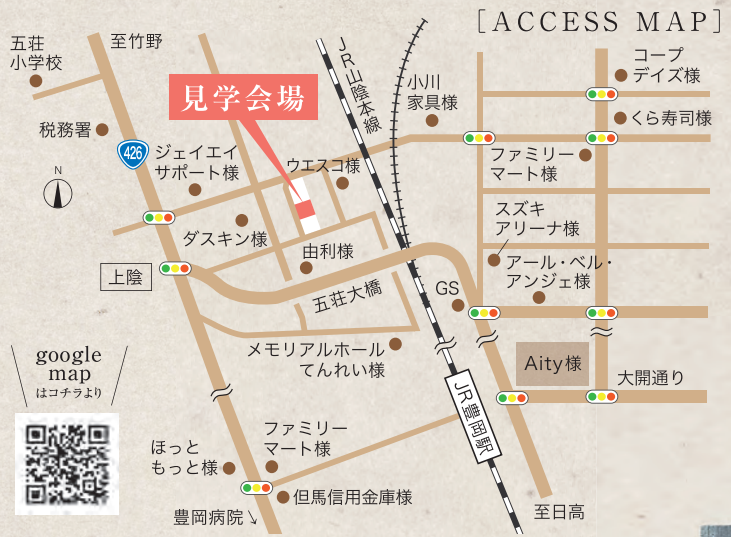 [ACCESS MAP]
五荘
小学校
至竹野
JR山陰本線
小川
家具様
コープ
デイズ様
見学会場
税務署
426
くら寿司様
ジェイエイ
サポート様
ウエスコ様
ファミリー
マート様
N
スズキ
アリーナ様
ダスキン様
由利様
上陰
アール・ベル・
アンジェ様
五荘大橋
GS
メモリアルホール
てんれい様
Aity様
大開通り
google
map
はコチラより
JR豊岡駅
ほっと
もっと様
ファミリー
マート様
但馬信用金庫様
豊岡病院
至日高